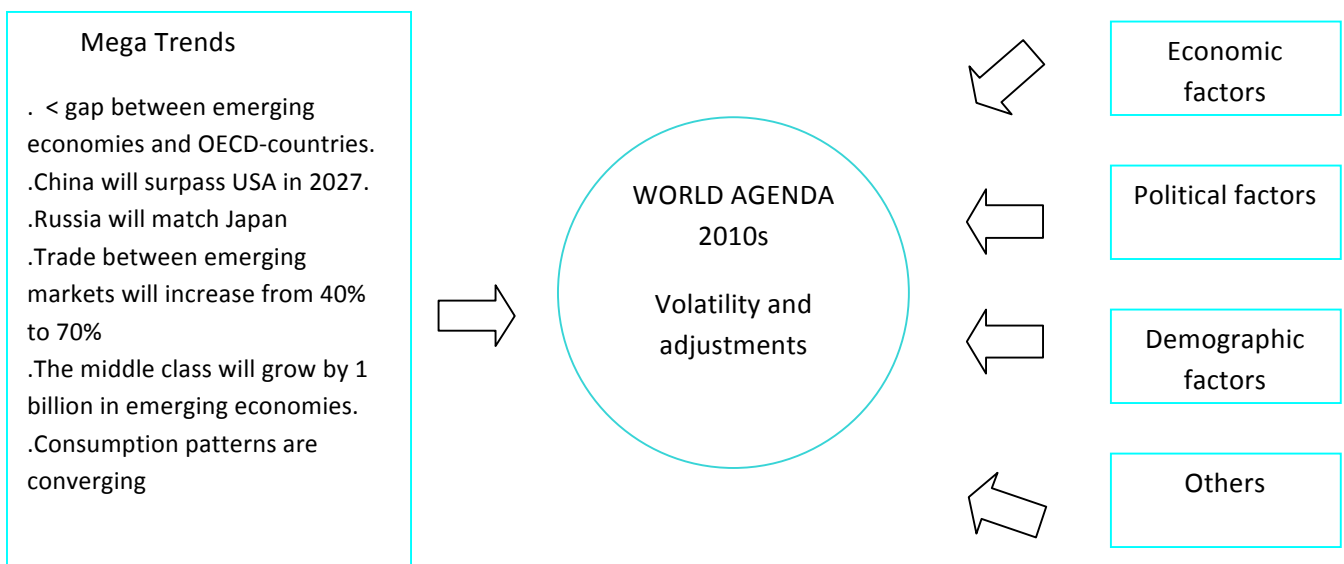 Mega Trends
. < gap between emerging
economies and OECD-countries.
.China will surpass USA in 2027.
.Russia will match Japan
.Trade between emerging
markets will increase from 40%
to 70%
.The middle class will grow by 1
billion in emerging economies.
.Consumption patterns are
converging
WORLD AGENDA
2010s
Volatility and
adjustments
Economic
factors
Political factors
Demographic
factors
Others